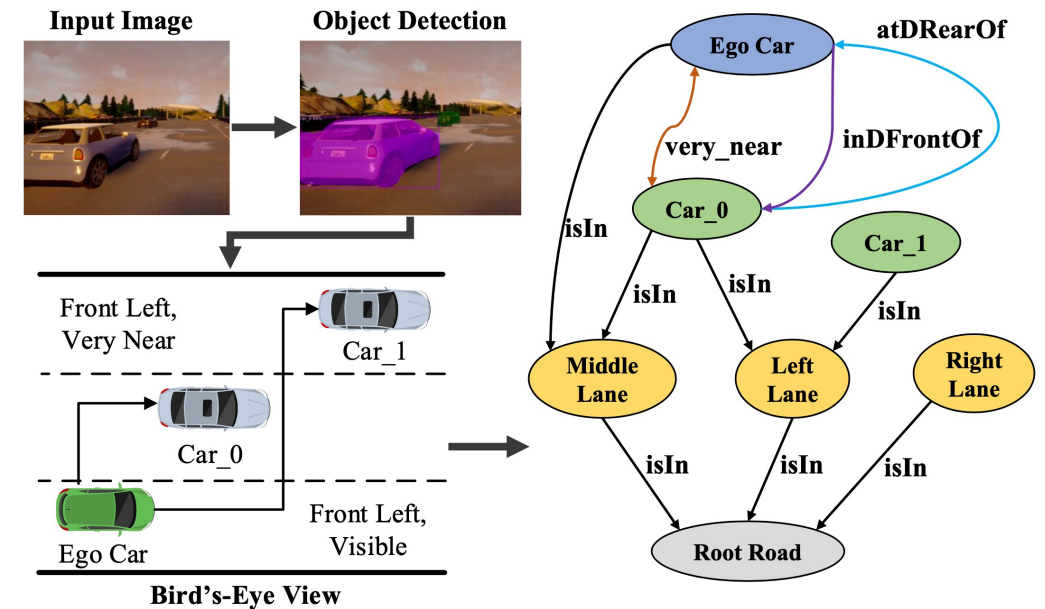 Input Image
Object Detection
Front Left,
Very Near
Car_1
Car_0
Ego Car
Front Left,
Visible
Bird's-Eye View
Ego Car
atDRearOf
very_near
inDFrontOf
Car_0
Car_1
isIn
isIn
isIn
isIn
Middle
Lane
Left
Lane
Right
Lane
isIn
isIn
isIn
Root Road